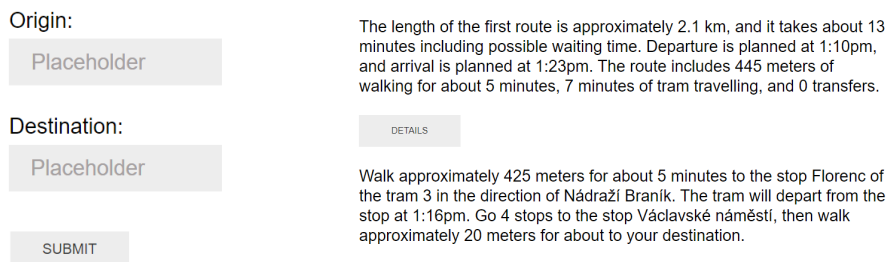 Origin:
Placeholder
Destination:
Placeholder
SUBMIT
The length of the first route is approximately 2.1 km, and it takes about 13
minutes including possible waiting time. Departure is planned at 1:10pm,
and arrival is planned at 1:23pm. The route includes 445 meters of
walking for about 5 minutes, 7 minutes of tram travelling, and 0 transfers.
DETAILS
Walk approximately 425 meters for about 5 minutes to the stop Florenc of
the tram 3 in the direction of Nádraží Braník. The tram will depart from the
stop at 1:16pm. Go 4 stops to the stop Václavské náměstí, then walk
approximately 20 meters for about to your destination.